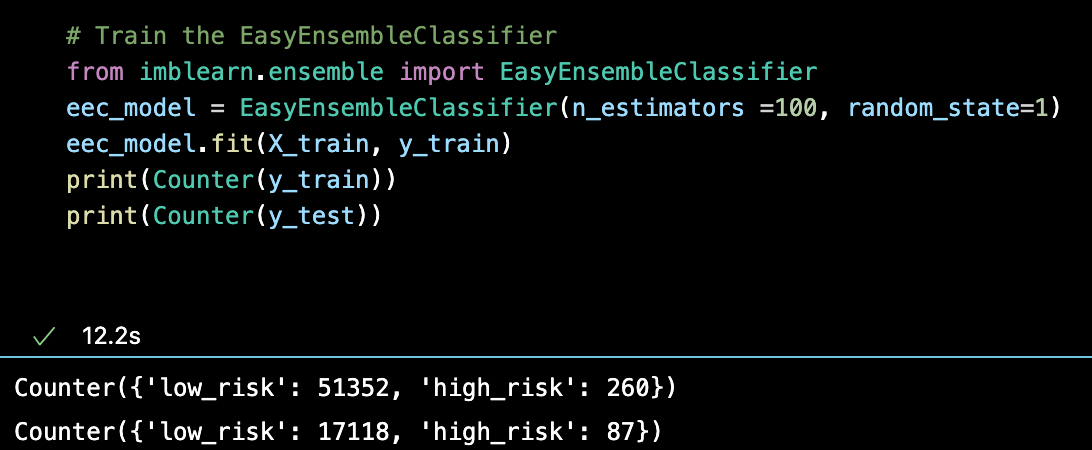 # Train the EasyEnsembleClassifier
from imblearn.ensemble import EasyEnsembleClassifier
eec_model = EasyEnsembleClassifier(n_estimators =100, random_state=1)
eec_model.fit(X_train, y_train)
print(Counter(y_train))
print(Counter(y_test))
✓ 12.2s
Counter({'low_risk': 51352, 'high_risk': 260})
Counter({'low_risk': 17118, 'high_risk': 87})